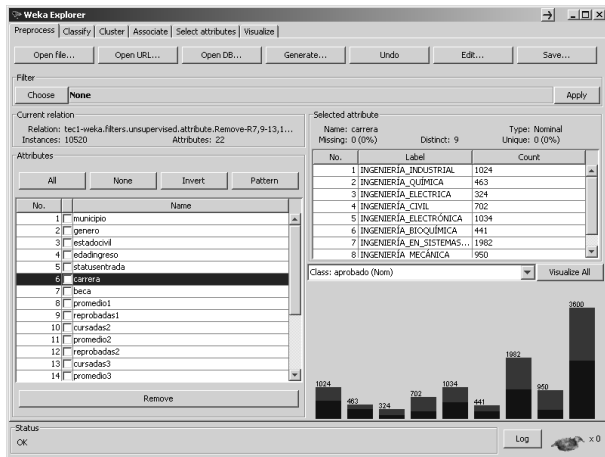 Weka Explorer
Preprocess Classify Cluster Associate Select attributes Visualize
Open file... Open URL... Open DB... Generate... Undo Edit... Save...
Filter
Choose None Apply
Current relation
Relation: tec1-weka.filters.unsupervised.attribute.Remove-R7,9-13,1...
Instances: 10520 Attributes: 22
Attributes
All None Invert Pattern
No. Name
1 municipio
2 genero
3 estadocivil
4 edadingreso
5 statusentrada
6 carrera
7 beca
8 promedio1
9 reprobadas1
10 cursadas2
11 promedio2
12 reprobadas2
13 cursadas3
14 promedio3
Remove
Selected attribute
Name: carrera Type: Nominal
Missing: 0 (0%) Distinct: 9 Unique: 0 (0%)
No. Label Count
1 INGENIERÍA_INDUSTRIAL 1024
2 INGENIERÍA_QUÍMICA 463
3 INGENIERÍA_ELECTRICA 324
4 INGENIERÍA_CIVIL 702
5 INGENIERÍA_ELECTRÓNICA 1034
6 INGENIERÍA_BIOQUÍMICA 441
7 INGENIERÍA_EN_SISTEMAS... 1982
8 INGENIERÍA_MECÁNICA 950
Class: aprobado (Nom) Visualize All
1024 463 324 702 1034 441 1982 950 3600
Status
OK
Log x 0